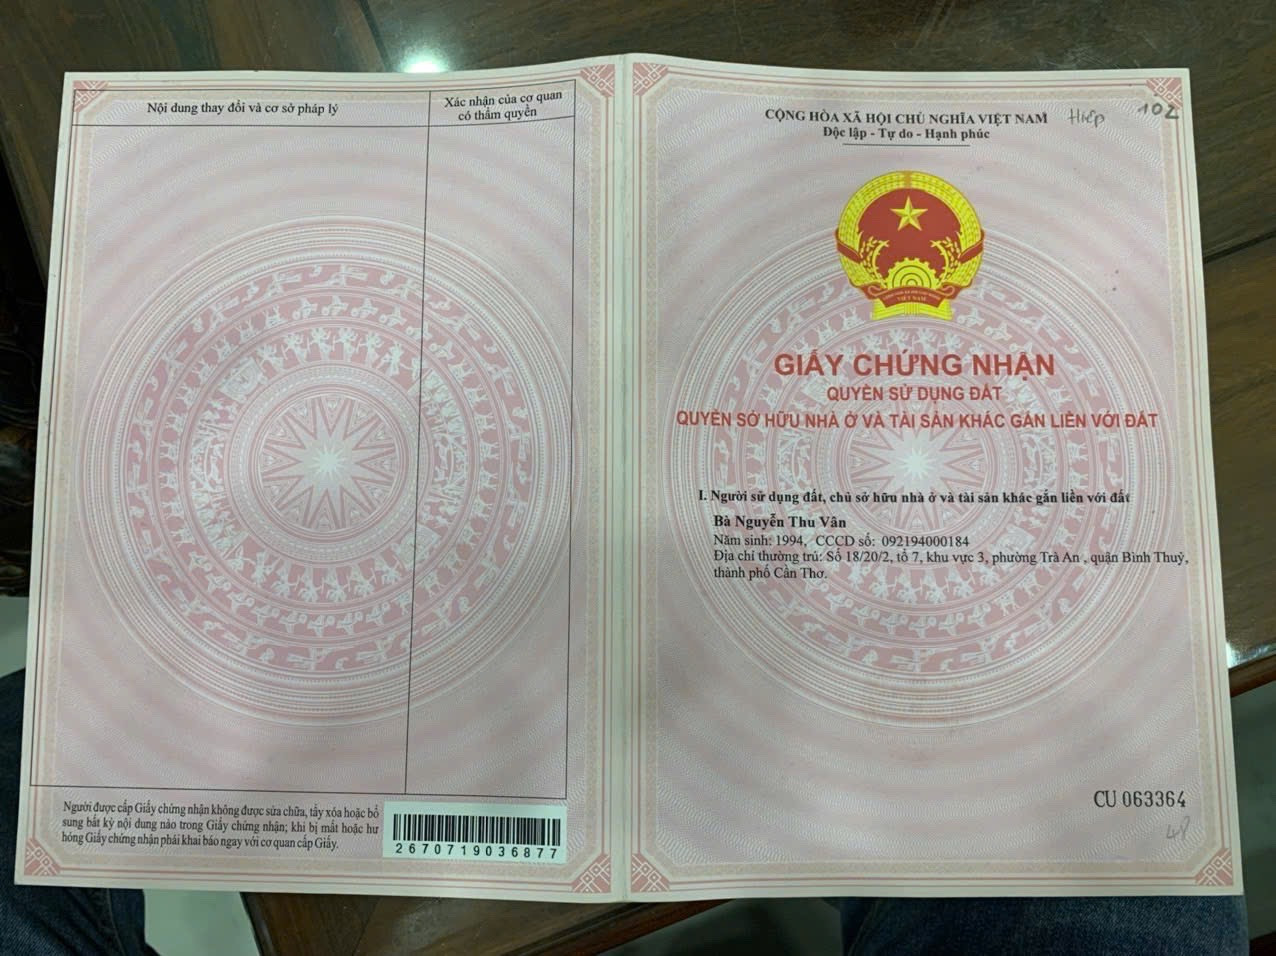 Nội dung thay đổi và cơ sở pháp lý
Xác nhận của cơ quan
có thẩm quyền
Người được cấp Giấy chứng nhận không được sửa chữa, tẩy xóa hoặc bổ
sung bất kỳ nội dung nào trong Giấy chứng nhận; khi bị mất hoặc hư
hỏng Giấy chứng nhận phải khai báo ngay với cơ quan cấp Giấy.
2670719036877
CỘNG HÒA XÃ HỘI CHỦ NGHĨA VIỆT NAM
Hiệp
102
Độc lập - Tự do - Hạnh phúc
VIỆT NAM
GIẤY CHỨNG NHẬN
QUYỀN SỬ DỤNG ĐẤT
QUYỀN SỞ HỮU NHÀ Ở VÀ TÀI SẢN KHÁC GẮN LIỀN VỚI ĐẤT
I. Người sử dụng đất, chủ sở hữu nhà ở và tài sản khác gắn liền với đất
Bà Nguyễn Thu Vân
Năm sinh: 1994, CCCD số: 092194000184
Địa chỉ thường trú: Số 18/20/2, tổ 7, khu vực 3, phường Trà An , quận Bình Thuỷ,
thành phố Cần Thơ.
CU 063364